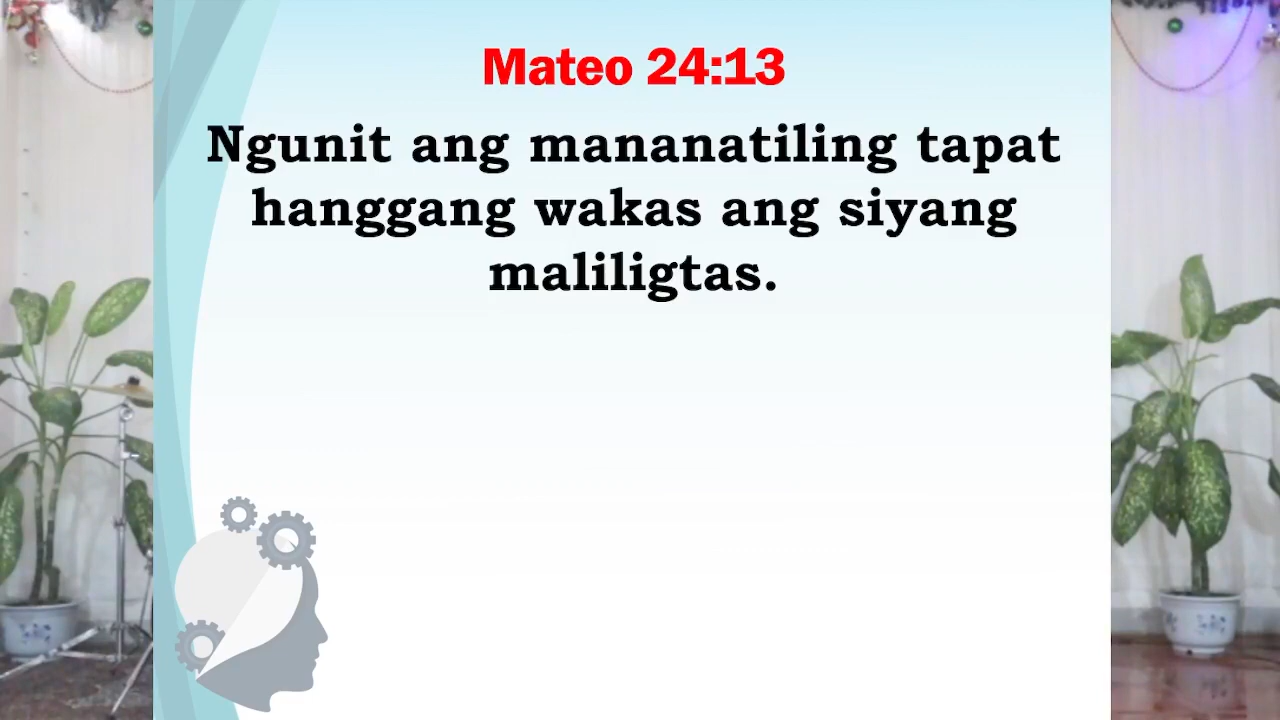 Mateo 24:13
Ngunit ang mananatiling tapat
hanggang wakas ang siyang
maliligtas.